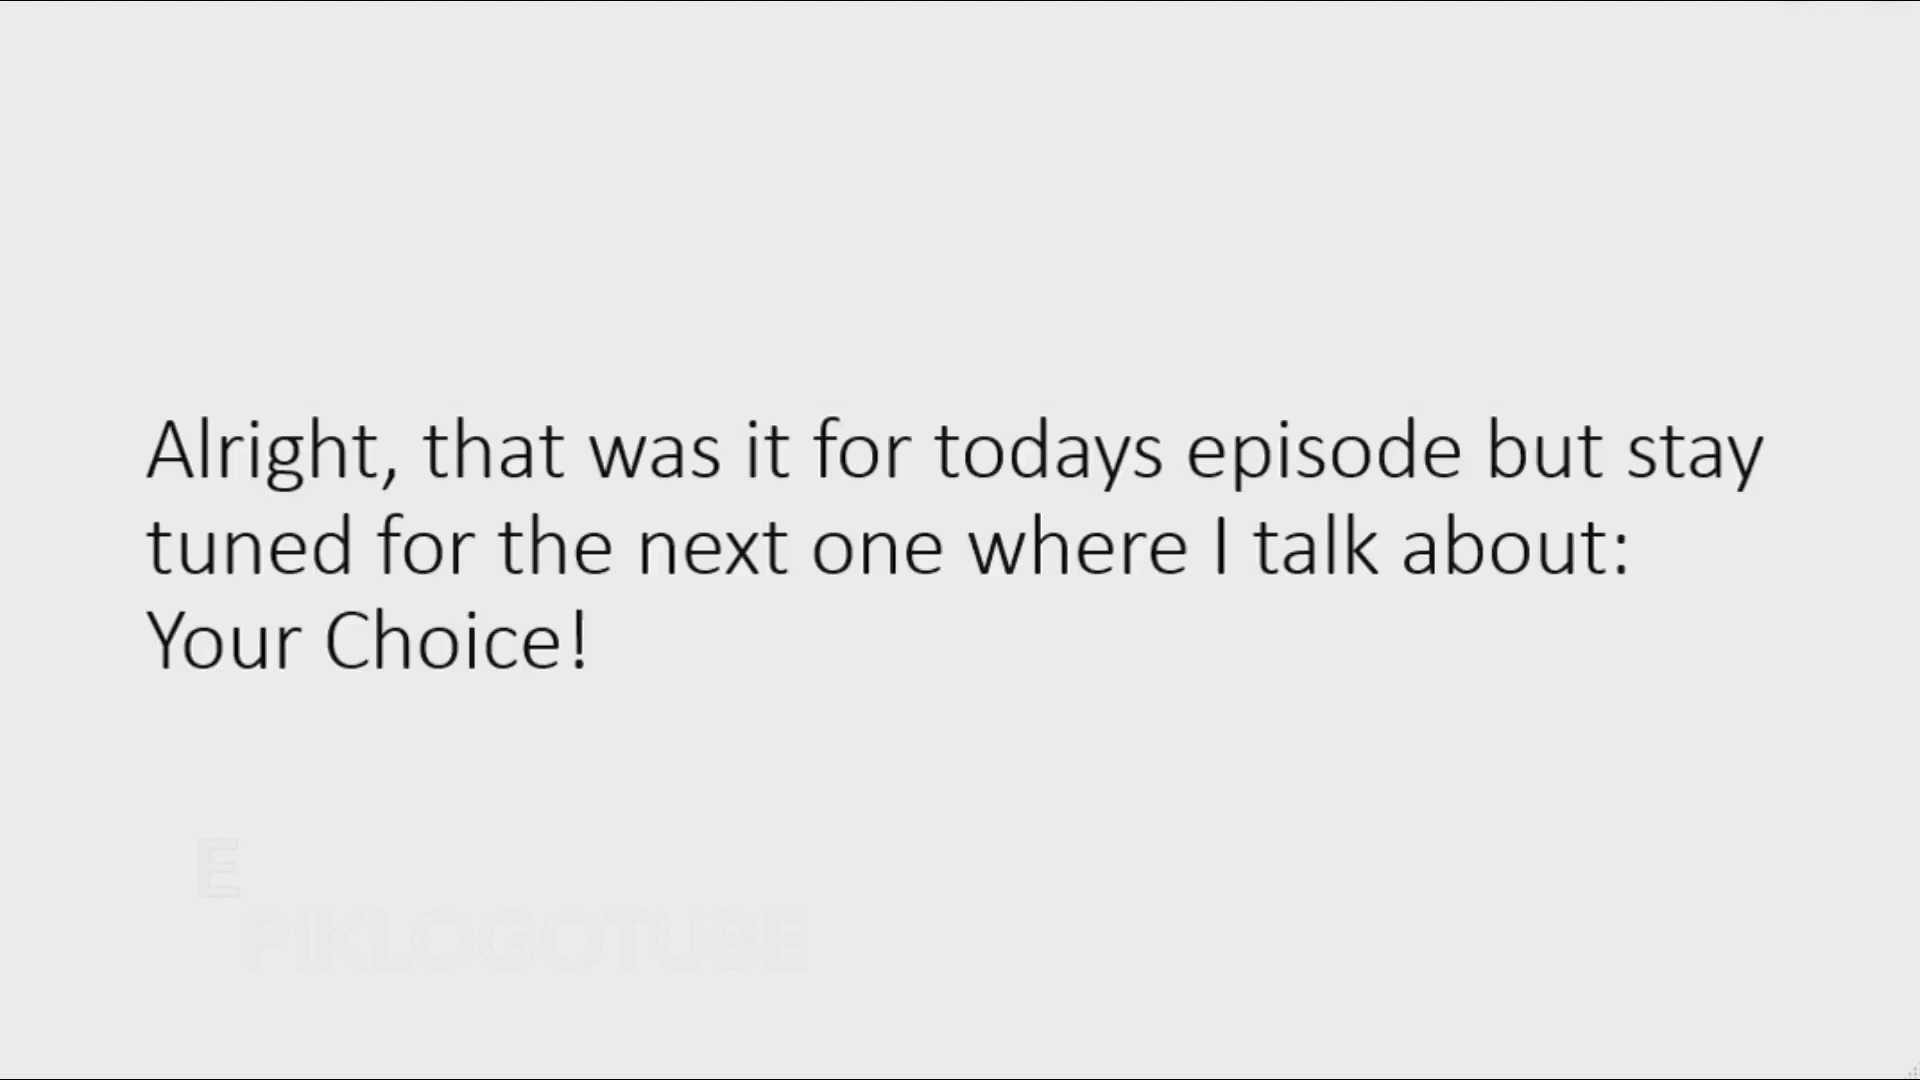 Alright, that was it for todays episode but stay
tuned for the next one where I talk about:
Your Choice!
E
PIKLOGOTUBE